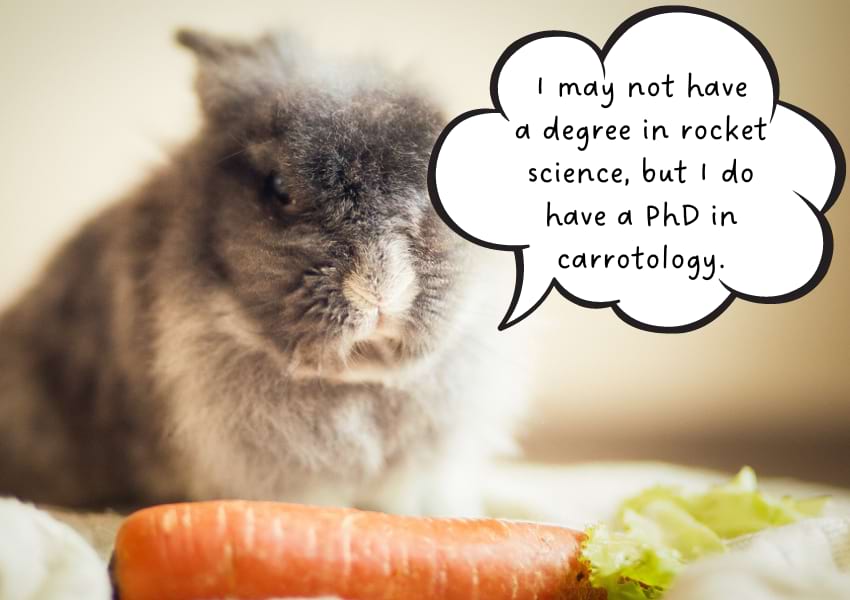 I may not have
a degree in rocket
science, but I do
have a PhD in
carrotology.